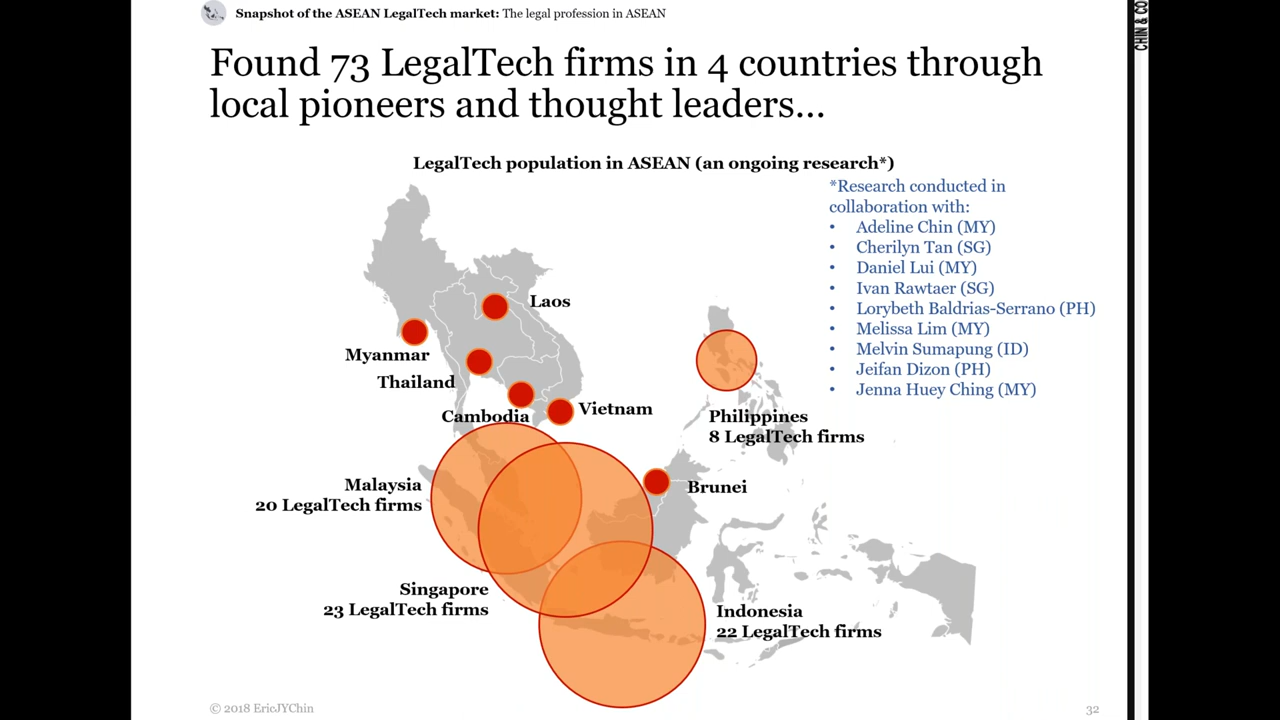 Snapshot of the ASEAN LegalTech market: The legal profession in ASEAN
Found 73 LegalTech firms in 4 countries through
local pioneers and thought leaders...
LegalTech population in ASEAN (an ongoing research*)
*Research conducted in
collaboration with:
• Adeline Chin (MY)
• Cherilyn Tan (SG)
• Daniel Lui (MY)
• Ivan Rawtaer (SG)
• Lorybeth Baldrias-Serrano (PH)
• Melissa Lim (MY)
• Melvin Sumapung (ID)
• Jeifan Dizon (PH)
• Jenna Huey Ching (MY)
Laos
Myanmar
Thailand
Cambodia
Vietnam
Philippines
8 LegalTech firms
Malaysia
20 LegalTech firms
Brunei
Singapore
23 LegalTech firms
Indonesia
22 LegalTech firms
© 2018 EricJYChin
32
CHIN & CO